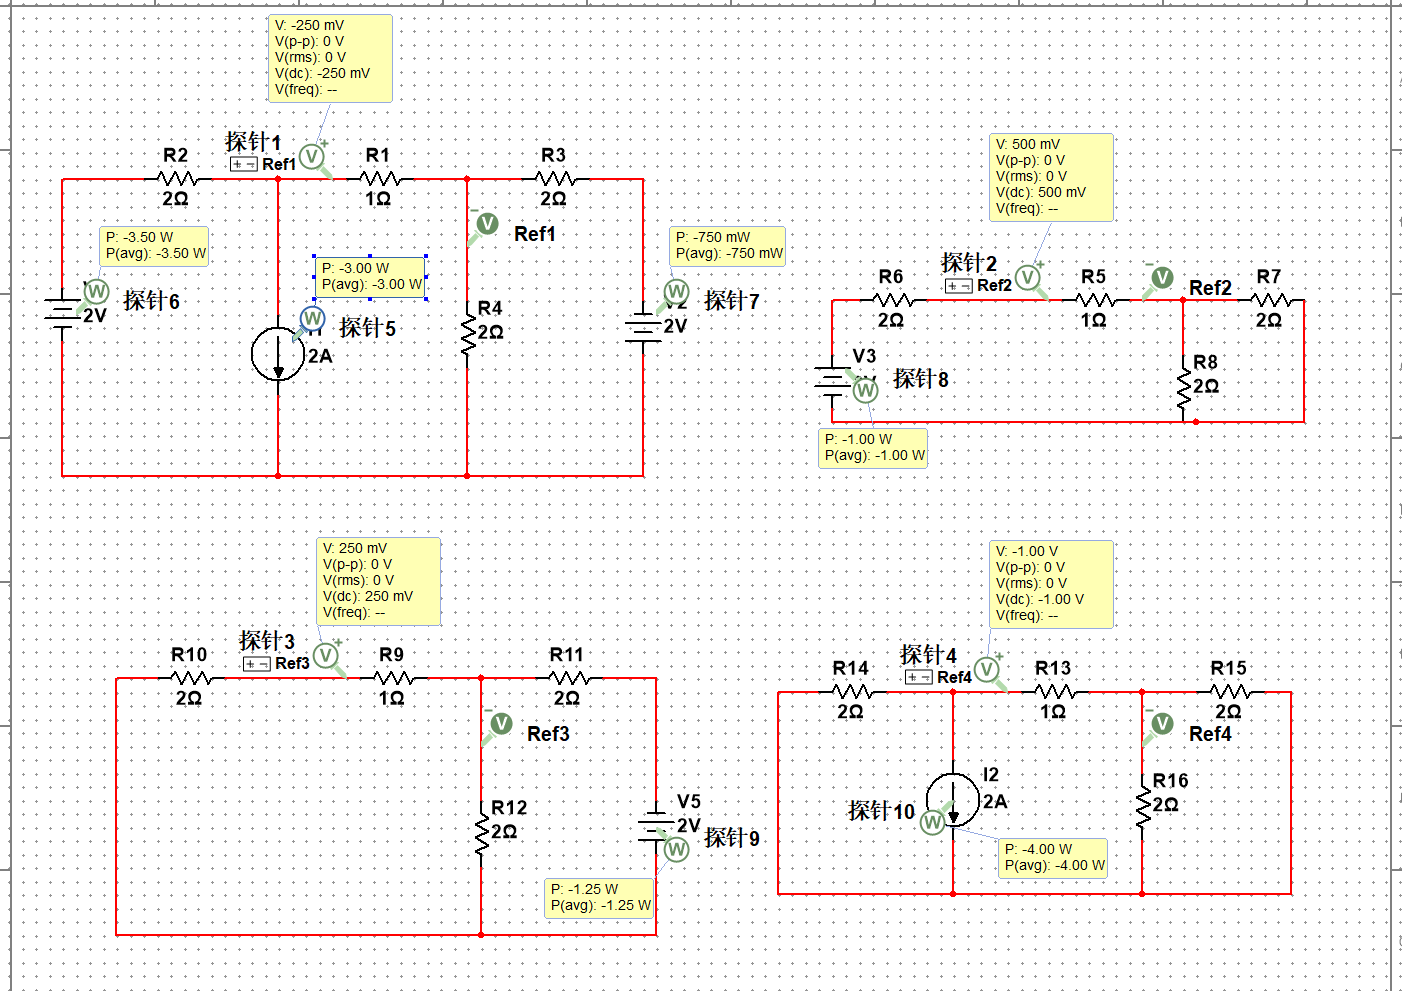 V: -250 mV
V(p-p): 0 V
V(rms): 0 V
V(dc): -250 mV
V(freq): --
探针1
Ref1
V
R2
2Ω
R1
1Ω
R3
2Ω
V
Ref1
P: -3.50 W
P(avg): -3.50 W
W
探针6
2V
P: -3.00 W
P(avg): -3.00 W
W
探针5
2A
R4
2Ω
P: -750 mW
P(avg): -750 mW
W
探针7
2V
V: 500 mV
V(p-p): 0 V
V(rms): 0 V
V(dc): 500 mV
V(freq): --
探针2
Ref2
V
R6
2Ω
R5
1Ω
V
Ref2
R7
2Ω
V3
W
探针8
R8
2Ω
P: -1.00 W
P(avg): -1.00 W
V: 250 mV
V(p-p): 0 V
V(rms): 0 V
V(dc): 250 mV
V(freq): --
探针3
Ref3
V
R10
2Ω
R9
1Ω
R11
2Ω
V
Ref3
R12
2Ω
V5
2V
W
探针9
P: -1.25 W
P(avg): -1.25 W
V: -1.00 V
V(p-p): 0 V
V(rms): 0 V
V(dc): -1.00 V
V(freq): --
探针4
Ref4
V
R14
2Ω
R13
1Ω
R15
2Ω
V
Ref4
I2
2A
探针10
W
R16
2Ω
P: -4.00 W
P(avg): -4.00 W